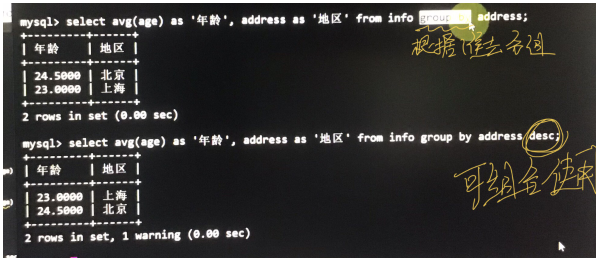 mysql> select avg(age) as '年龄', address as '地区' from info group by address;
根据谁去分组
+---------+--------+
| 年龄 | 地区 |
+---------+--------+
| 24.5000 | 北京 |
| 23.0000 | 上海 |
+---------+--------+
2 rows in set (0.00 sec)
mysql> select avg(age) as '年龄', address as '地区' from info group by address desc;
可组合使用
+---------+--------+
| 年龄 | 地区 |
+---------+--------+
| 23.0000 | 上海 |
| 24.5000 | 北京 |
+---------+--------+
2 rows in set, 1 warning (0.00 sec)